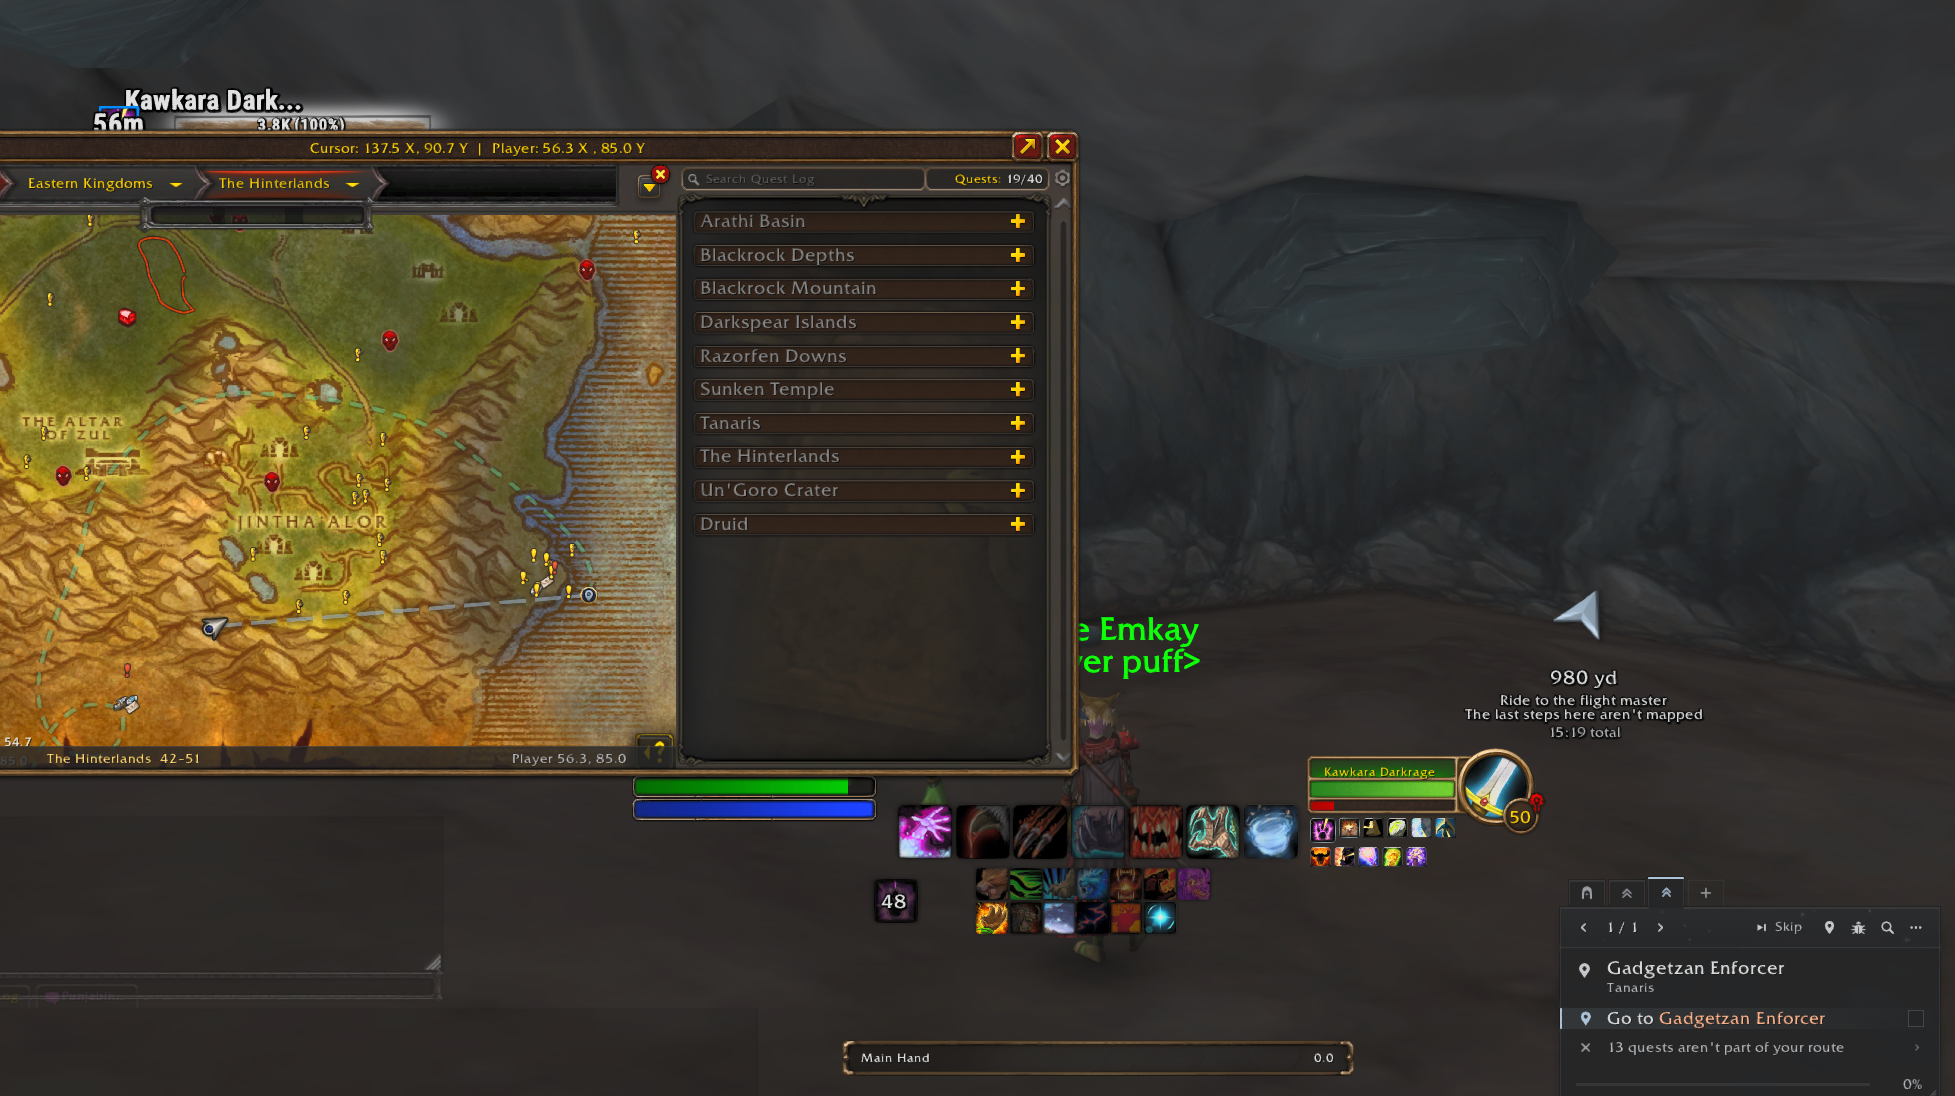 Kawkara Dark...
56m
3.8K(100%)
Cursor: 137.5 X, 90.7 Y | Player: 56.3 X , 85.0 Y
Eastern Kingdoms
The Hinterlands
Search Quest Log
Quests: 19/40
Arathi Basin
Blackrock Depths
Blackrock Mountain
Darkspear Islands
Razorfen Downs
Sunken Temple
Tanaris
The Hinterlands
Un'Goro Crater
Druid
THE ALTAR
OF ZUL
JINTHA'ALOR
54.7
The Hinterlands 42-51
Player 56.3, 85.0
Emkay
puff>
980 yd
Ride to the flight master
The last steps here aren't mapped
15:19 total
Kawkara Darkrage
50
48
1 / 1
Skip
Gadgetzan Enforcer
Tanaris
Go to Gadgetzan Enforcer
13 quests aren't part of your route
0%
Main Hand
0.0